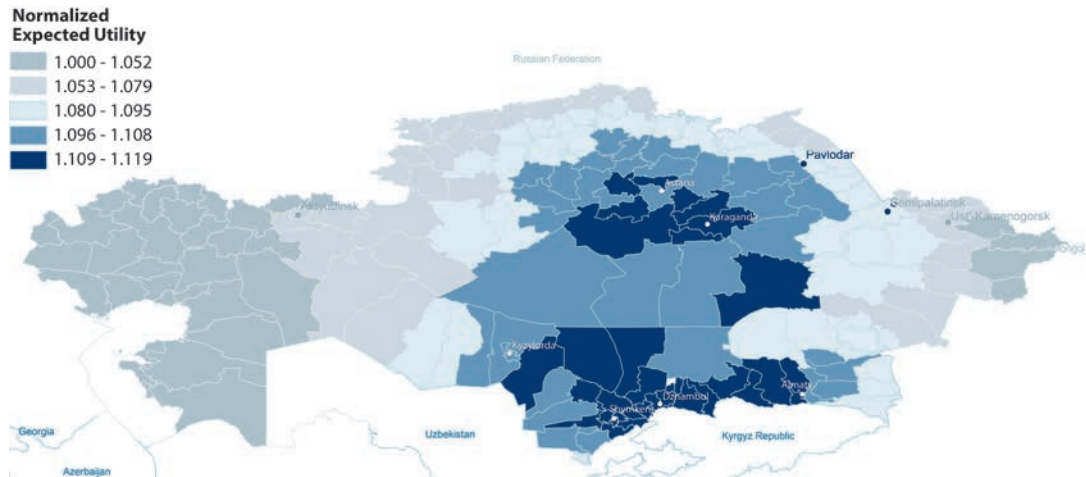 Normalized
Expected Utility
1.000 - 1.052
1.053 - 1.079
1.080 - 1.095
1.096 - 1.108
1.109 - 1.119
Russian Federation
Pavlodar
Astana
Semipalatinsk
Aktyubinsk
Ust-Kamenogorsk
Karaganda
Kyzylorda
Almaty
Dzhambul
Shymkent
Georgia
Uzbekistan
Kyrgyz Republic
Azerbaijan